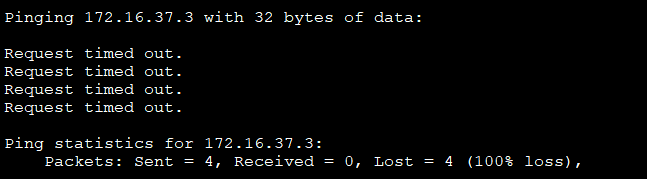 Pinging 172.16.37.3 with 32 bytes of data:
Request timed out.
Request timed out.
Request timed out.
Request timed out.
Ping statistics for 172.16.37.3:
Packets: Sent = 4, Received = 0, Lost = 4 (100% loss),